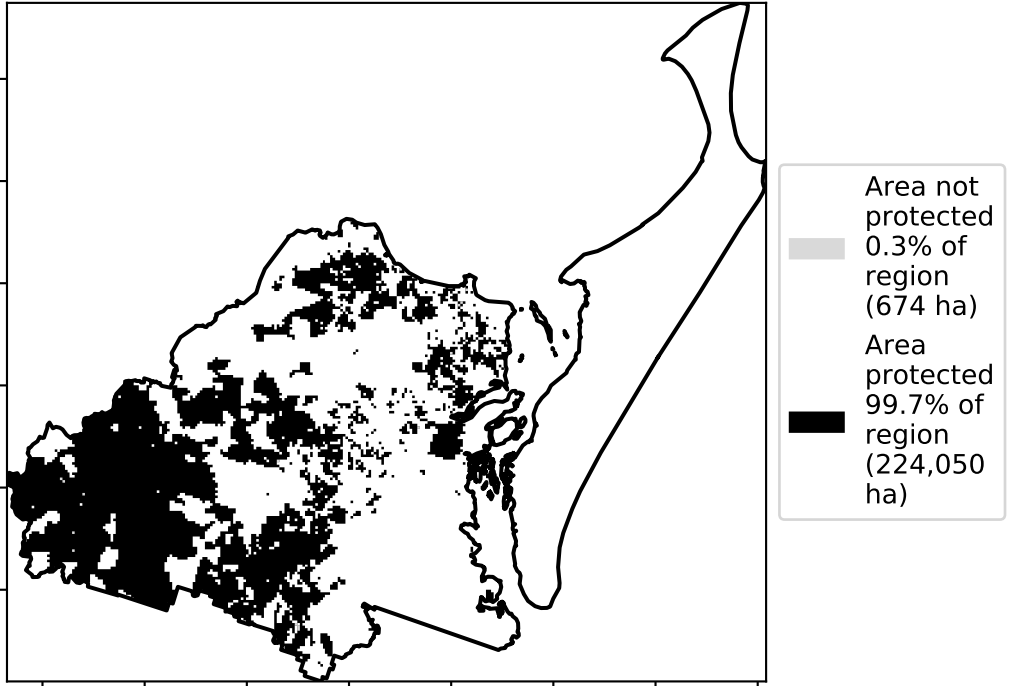 Area not
protected
0.3% of
region
(674 ha)
Area
protected
99.7% of
region
(224,050
ha)